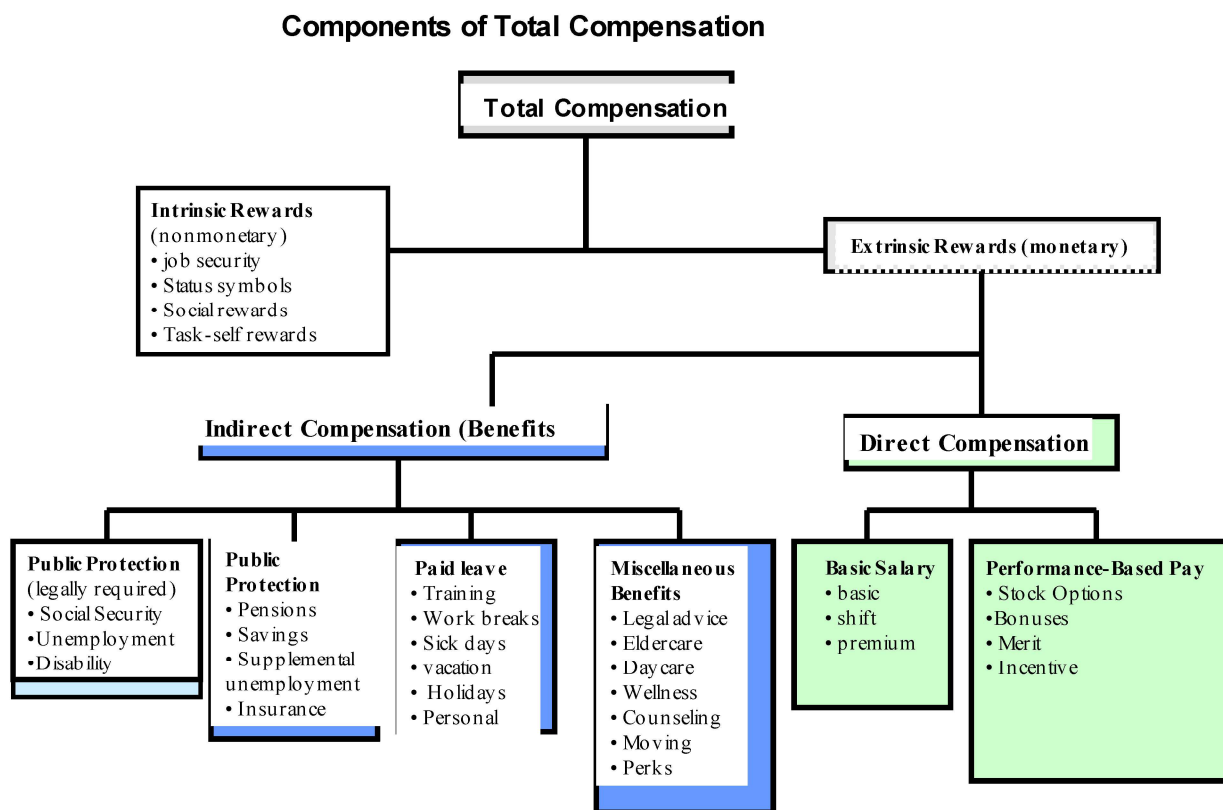 Components of Total Compensation
Total Compensation
Intrinsic Rewards
(nonmonetary)
• job security
• Status symbols
• Social rewards
• Task-self rewards
Extrinsic Rewards (monetary)
Indirect Compensation (Benefits
Direct Compensation
Public Protection
(legally required)
• Social Security
•Unemployment
•Disability
Public
Protection
• Pensions
• Savings
• Supplemental
unemployment
• Insurance
Paid leave
• Training
• Work breaks
• Sick days
• vacation
• Holidays
• Personal
Miscellaneous
Benefits
• Legal advice
• Eldercare
• Daycare
• Wellness
• Counseling
• Moving
• Perks
Basic Salary
• basic
• shift
• premium
Performance-Based Pay
• Stock Options
•Bonuses
• Merit
• Incentive